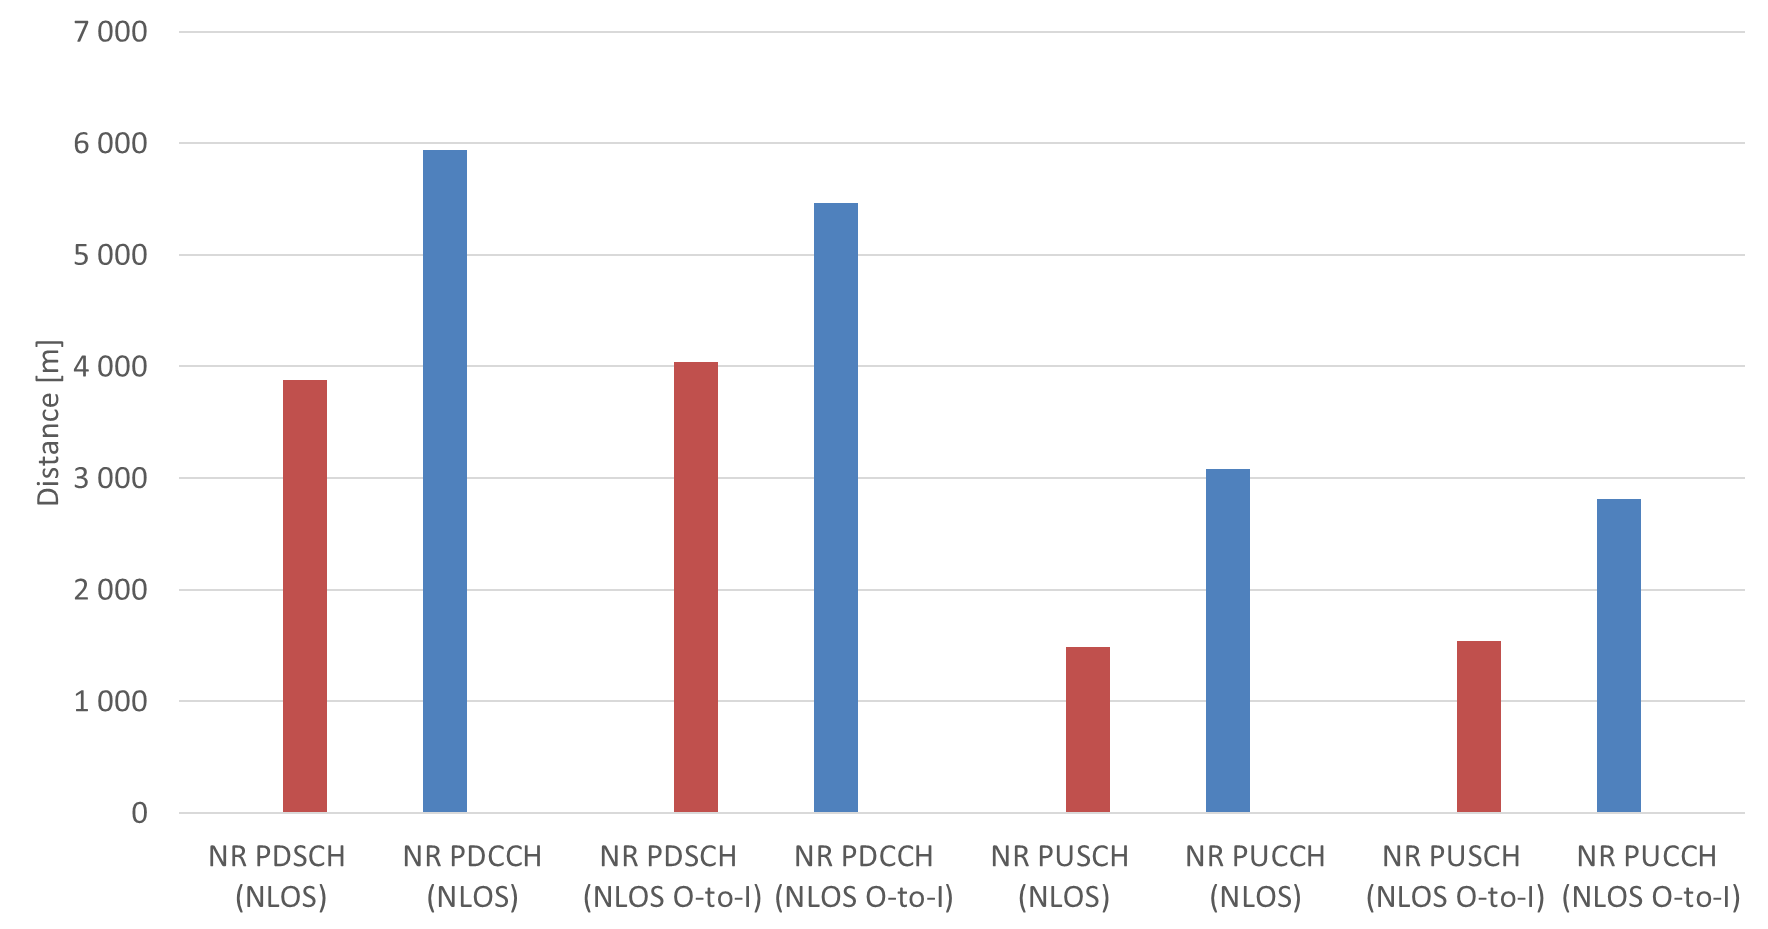 7 000
6 000
5 000
4 000
3 000
2 000
1 000
0
Distance [m]
NR PDSCH
(NLOS)
NR PDCCH
(NLOS)
NR PDSCH
(NLOS O-to-I)
NR PDCCH
(NLOS O-to-I)
NR PUSCH
(NLOS)
NR PUCCH
(NLOS)
NR PUSCH
(NLOS O-to-I)
NR PUCCH
(NLOS O-to-I)